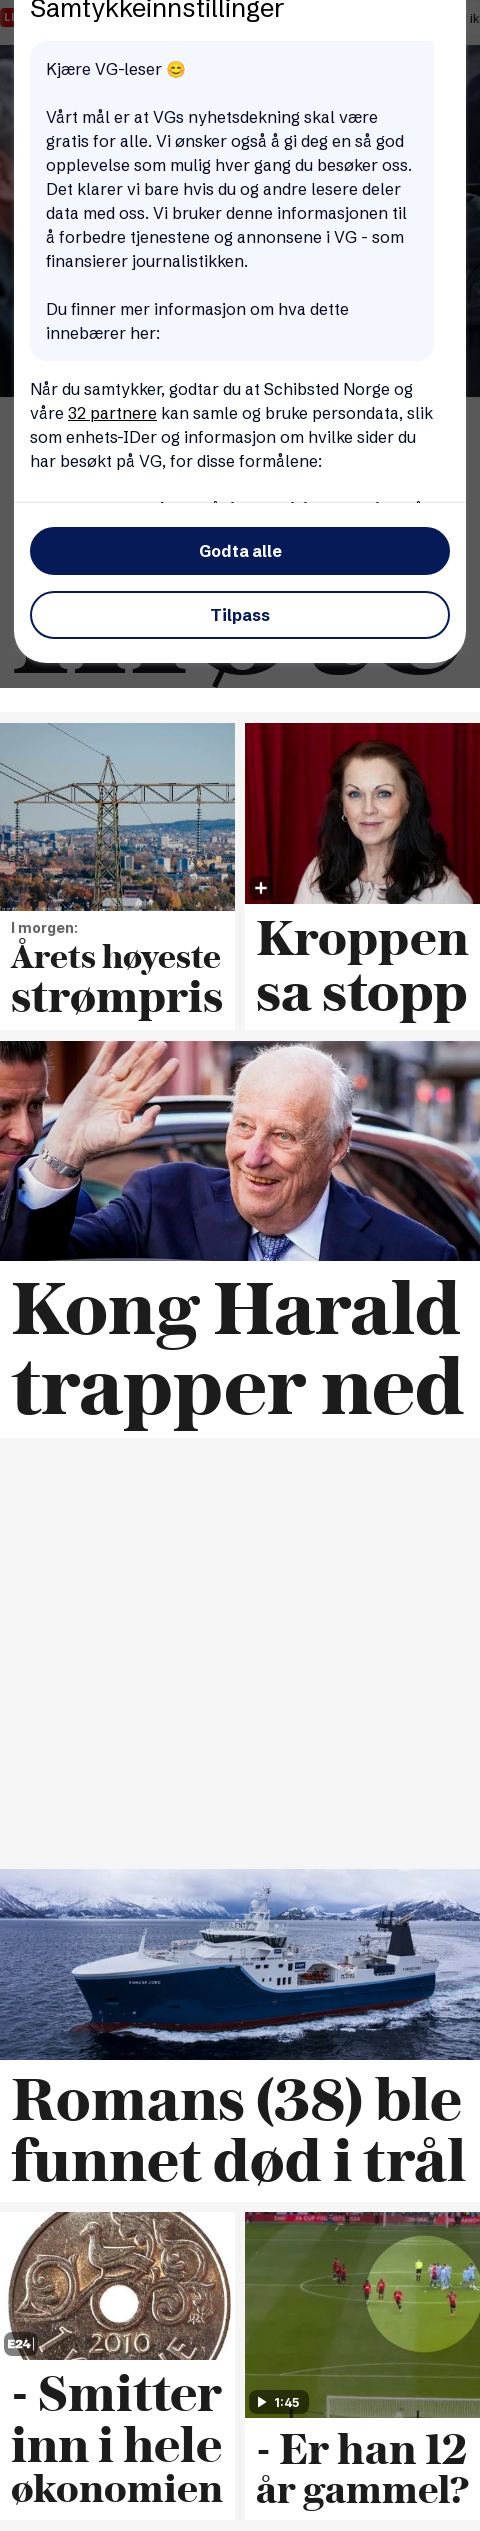 Samtykkeinnstillinger
Kjære VG-leser 😊
Vårt mål er at VGs nyhetsdekning skal være
gratis for alle. Vi ønsker også å gi deg en så god
opplevelse som mulig hver gang du besøker oss.
Det klarer vi bare hvis du og andre lesere deler
data med oss. Vi bruker denne informasjonen til
å forbedre tjenestene og annonsene i VG - som
finansierer journalistikken.
Du finner mer informasjon om hva dette
innebærer her:
Når du samtykker, godtar du at Schibsted Norge og
våre 32 partnere kan samle og bruke persondata, slik
som enhets-IDer og informasjon om hvilke sider du
har besøkt på VG, for disse formålene:
Godta alle
Tilpass
I morgen:
Årets høyeste
strømpris
Kroppen
sa stopp
Kong Harald
trapper ned
Romans (38) ble
funnet død i trål
2010
E24
- Smitter
inn i hele
økonomien
1:45
- Er han 12
år gammel?